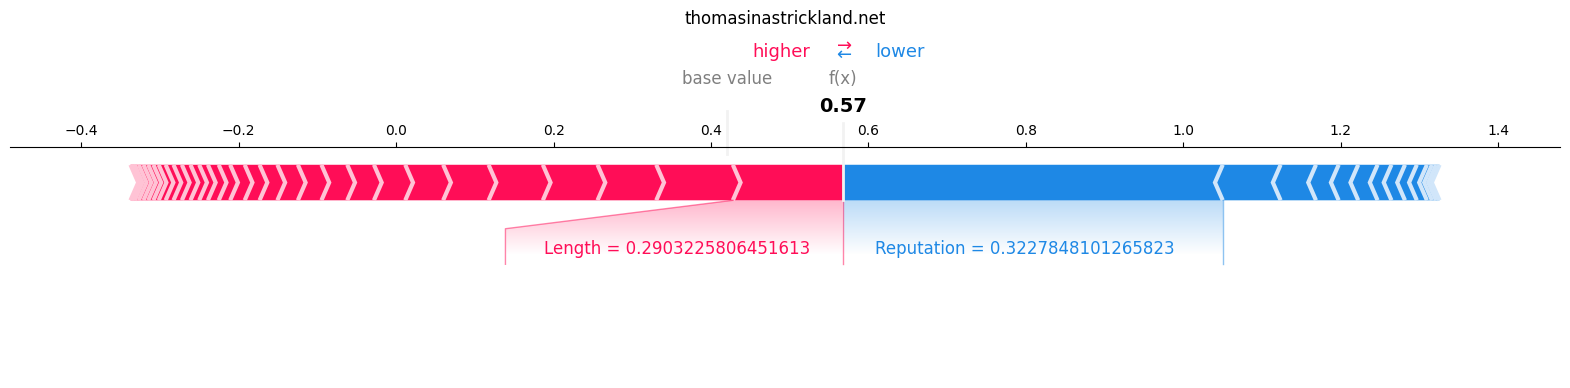 thomasinastrickland.net
higher ⇄ lower
base value f(x)
0.57
−0.4 −0.2 0.0 0.2 0.4 0.6 0.8 1.0 1.2 1.4
Length = 0.2903225806451613 Reputation = 0.3227848101265823